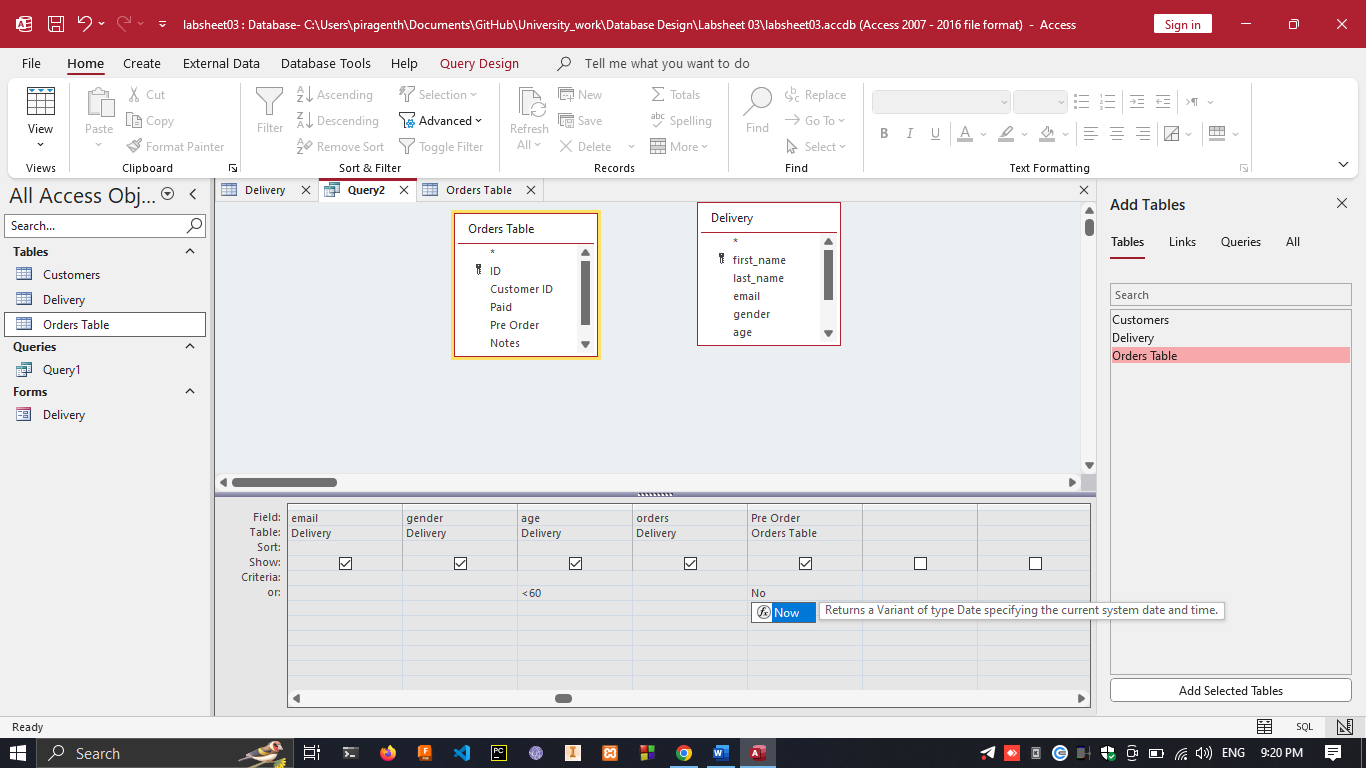 labsheet03 : Database- C:\Users\piragenth\Documents\GitHub\University_work\Database Design\Labsheet 03\labsheet03.accdb (Access 2007 - 2016 file format) - Access
Sign in
File Home Create External Data Database Tools Help Query Design Tell me what you want to do
View
Views
Paste
Cut
Copy
Format Painter
Clipboard
Filter
Ascending
Descending
Remove Sort
Selection
Advanced
Toggle Filter
Sort & Filter
Refresh
All
New
Save
Delete
Totals
Spelling
More
Records
Find
Replace
Go To
Select
Find
B I U A
Text Formatting
All Access Obj...
Search...
Tables
Customers
Delivery
Orders Table
Queries
Query1
Forms
Delivery
Delivery Query2 Orders Table
Orders Table
*
ID
Customer ID
Paid
Pre Order
Notes
Delivery
*
first_name
last_name
email
gender
age
Field: email gender age orders Pre Order
Table: Delivery Delivery Delivery Delivery Orders Table
Sort:
Show:
Criteria:
or: <60 No
Now
Returns a Variant of type Date specifying the current system date and time.
Add Tables
Tables Links Queries All
Search
Customers
Delivery
Orders Table
Add Selected Tables
Ready
SQL
Search
ENG 9:20 PM